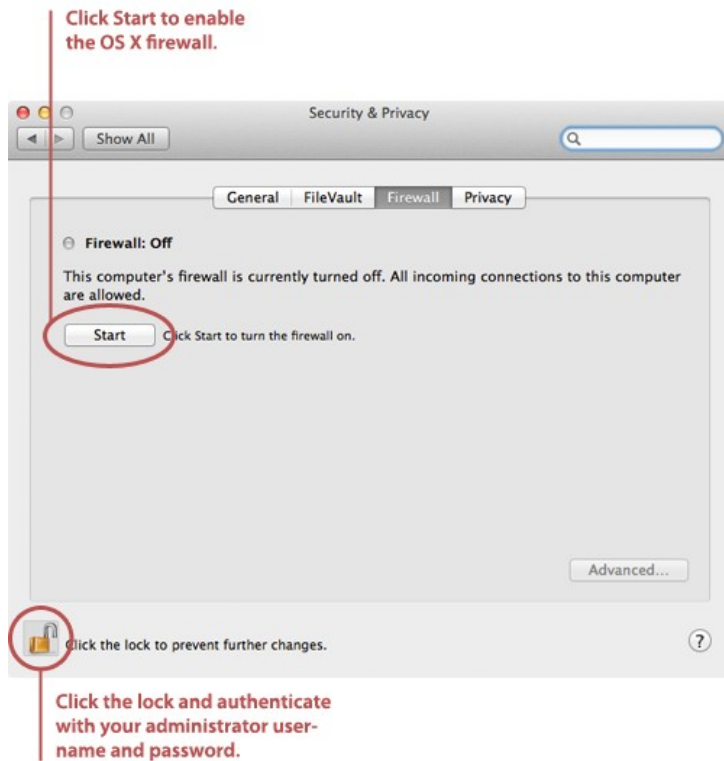 Click Start to enable
the OS X firewall.
Security & Privacy
Show All
General FileVault Firewall Privacy
Firewall: Off
This computer's firewall is currently turned off. All incoming connections to this computer
are allowed.
Start Click Start to turn the firewall on.
Advanced...
Click the lock to prevent further changes.
?
Click the lock and authenticate
with your administrator user-
name and password.